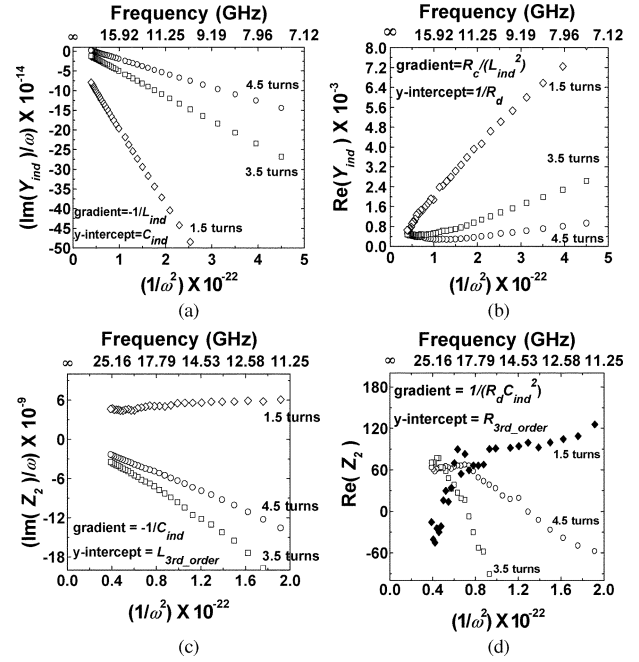 Frequency (GHz)
∞ 15.92 11.25 9.19 7.96 7.12
(Im(Y_ind)/ω) X 10^-14
0
-5
-10
-15
-20
-25
-30
-35
-40
-45
-50
4.5 turns
3.5 turns
1.5 turns
gradient=-1/L_ind
y-intercept=C_ind
0 1 2 3 4 5
(1/ω^2) X 10^-22
(a)
Frequency (GHz)
∞ 15.92 11.25 9.19 7.96 7.12
Re(Y_ind) X 10^-3
8.0
7.2
6.4
5.6
4.8
4.0
3.2
2.4
1.6
0.8
0.0
gradient=R_c/(L_ind^2)
y-intercept=1/R_d
1.5 turns
3.5 turns
4.5 turns
0 1 2 3 4 5
(1/ω^2) X 10^-22
(b)
Frequency (GHz)
∞ 25.16 17.79 14.53 12.58 11.25
(Im(Z_2)/ω) X 10^-9
6
0
-6
-12
-18
1.5 turns
4.5 turns
3.5 turns
gradient = -1/C_ind
y-intercept = L_3rd_order
0.0 0.4 0.8 1.2 1.6 2.0
(1/ω^2) X 10^-22
(c)
Frequency (GHz)
∞ 25.16 17.79 14.53 12.58 11.25
Re(Z_2)
180
120
60
0
-60
gradient = 1/(R_d C_ind^2)
y-intercept = R_3rd_order
1.5 turns
4.5 turns
3.5 turns
0.0 0.4 0.8 1.2 1.6 2.0
(1/ω^2) X 10^-22
(d)